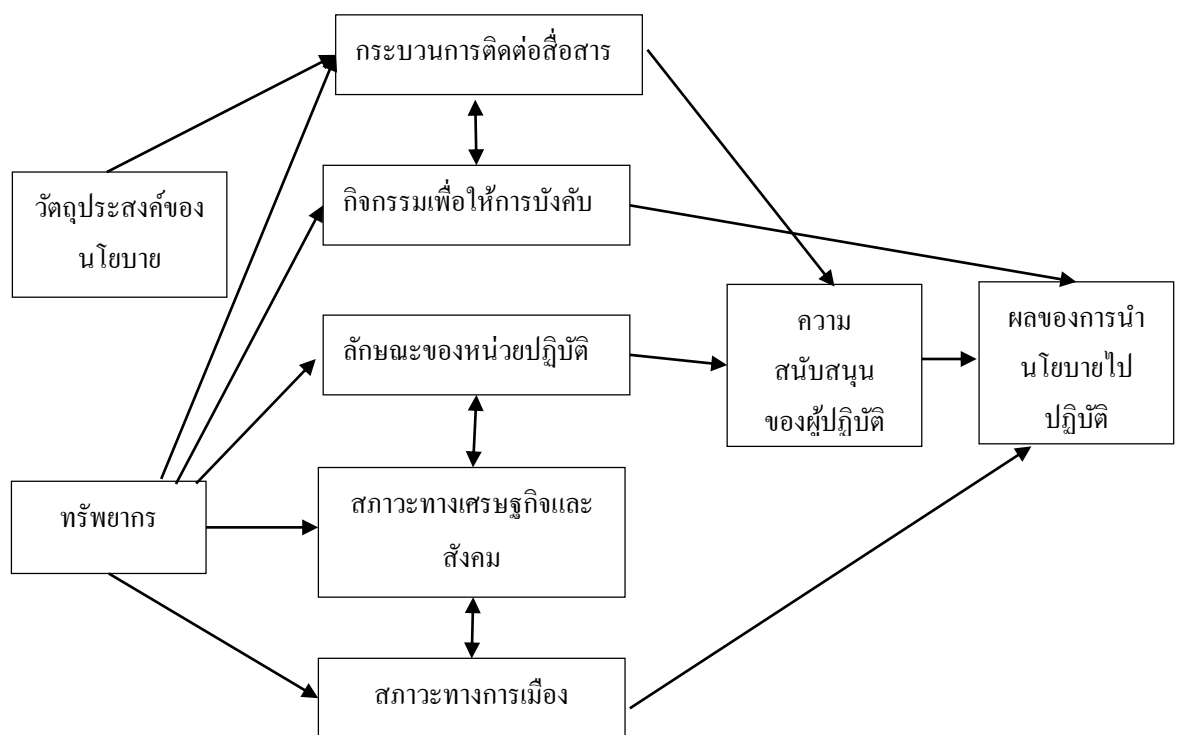 กระบวนการติดต่อสื่อสาร
วัตถุประสงค์ของ
นโยบาย
กิจกรรมเพื่อให้การบังคับ
ลักษณะของหน่วยปฏิบัติ
ความ
สนับสนุน
ของผู้ปฏิบัติ
ผลของการนำ
นโยบายไป
ปฏิบัติ
ทรัพยากร
สภาวะทางเศรษฐกิจและ
สังคม
สภาวะทางการเมือง